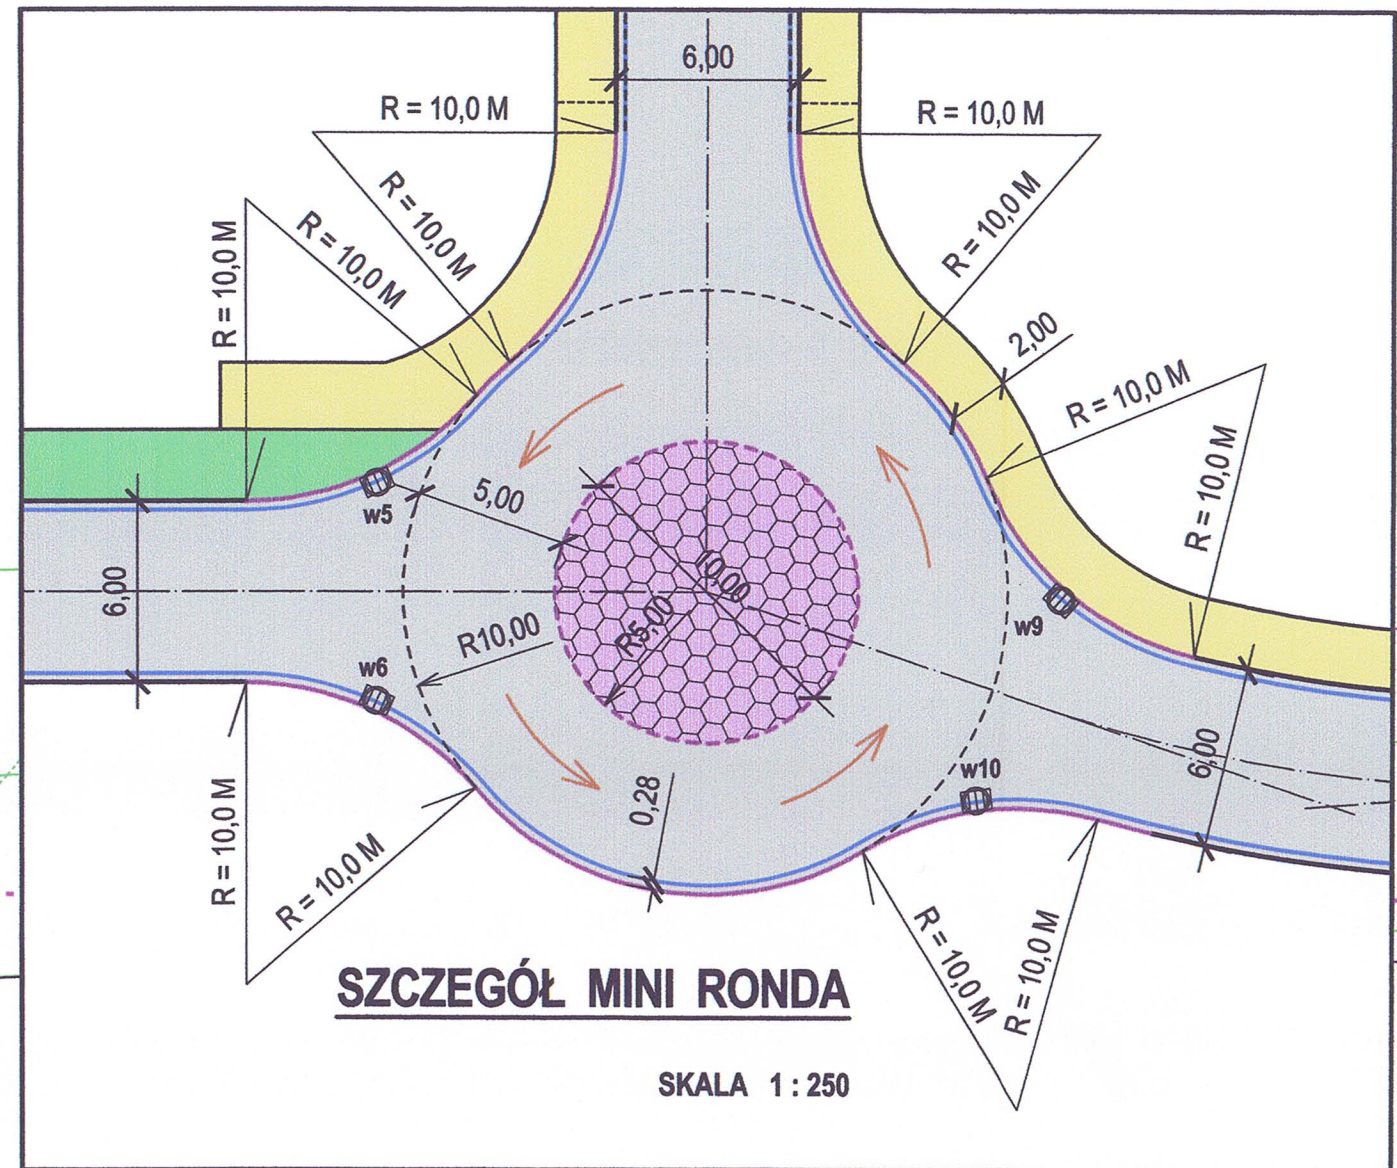 6,00
R = 10,0 M
R = 10,0 M
R = 10,0 M
R = 10,0 M
R = 10,0 M
R = 10,0 M
2,00
R = 10,0 M
R = 10,0 M
5,00
w5
10,00
6,00
R5,00
R10,00
w9
w6
6,00
w10
0,28
R = 10,0 M
R = 10,0 M
R = 10,0 M
R = 10,0 M
SZCZEGÓŁ MINI RONDA
SKALA 1 : 250